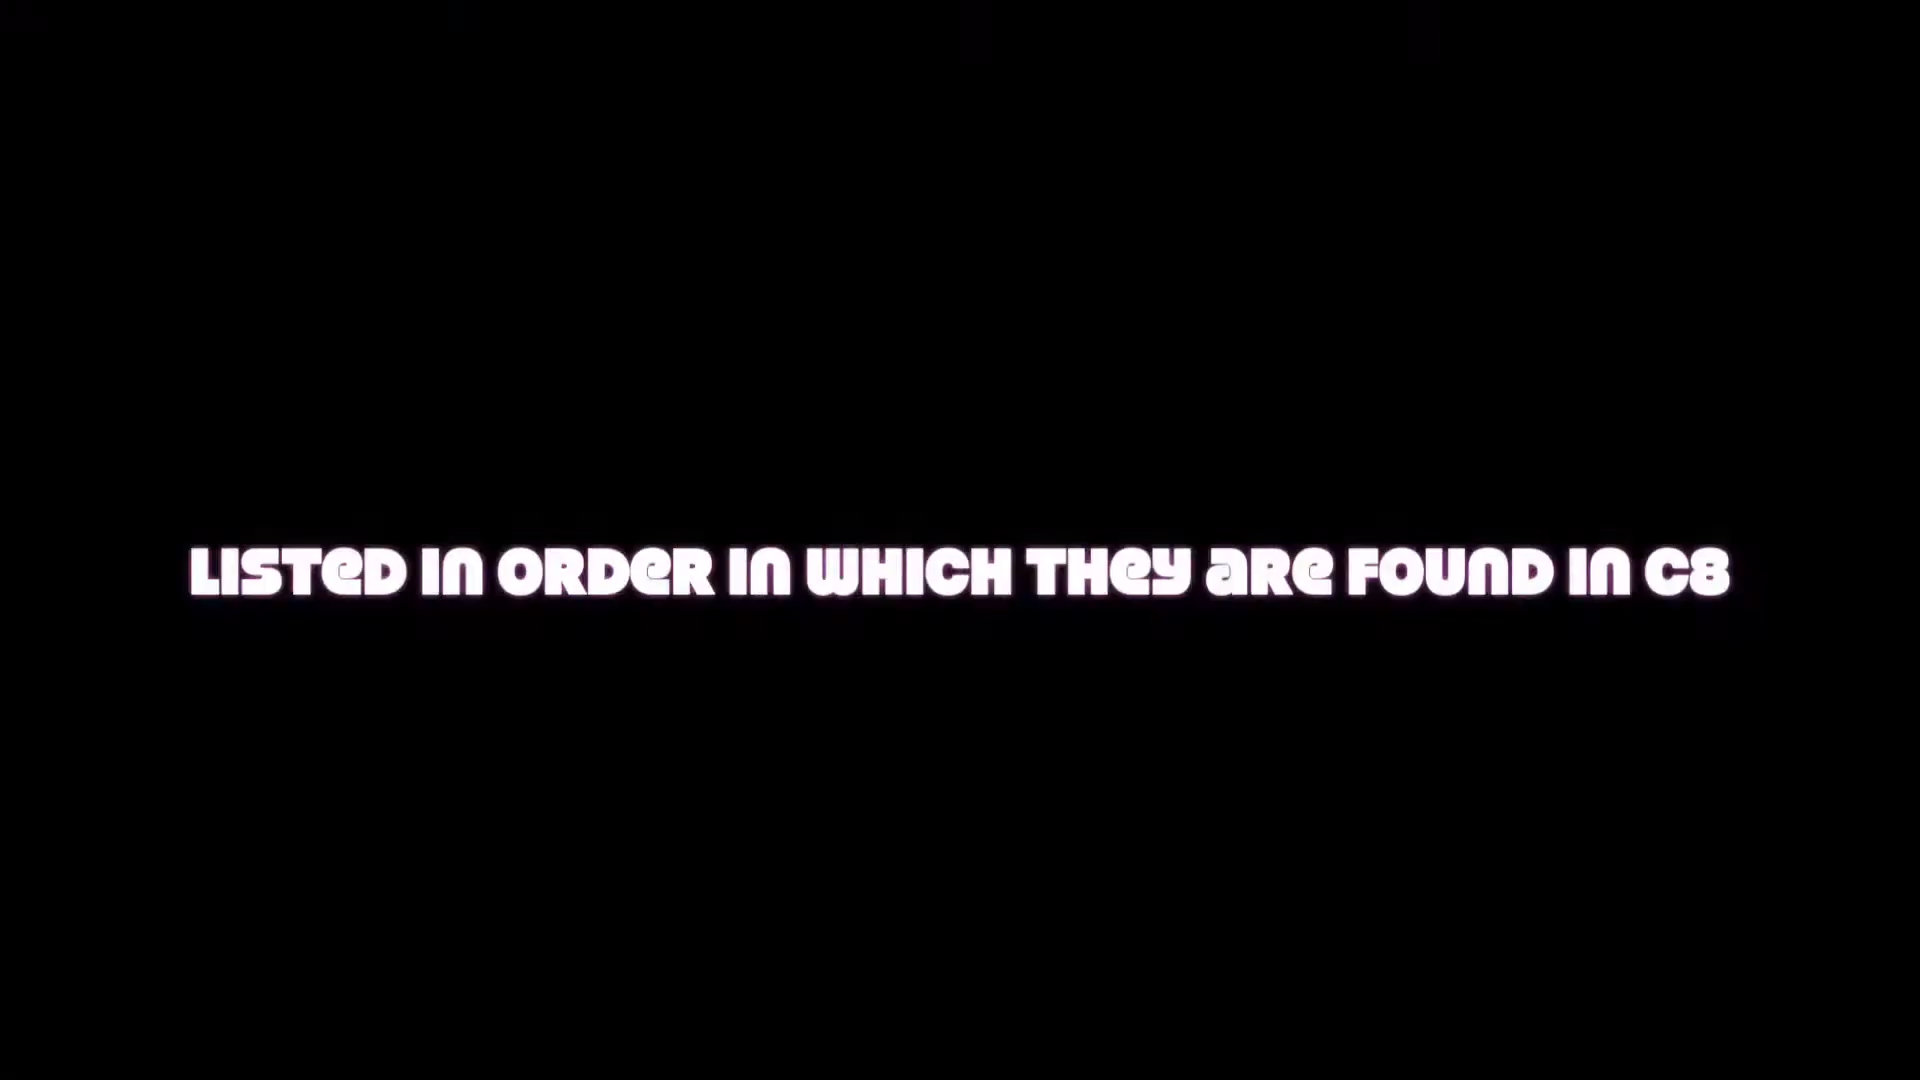 LISTED IN ORDER IN WHICH THEY ARE FOUND IN C8